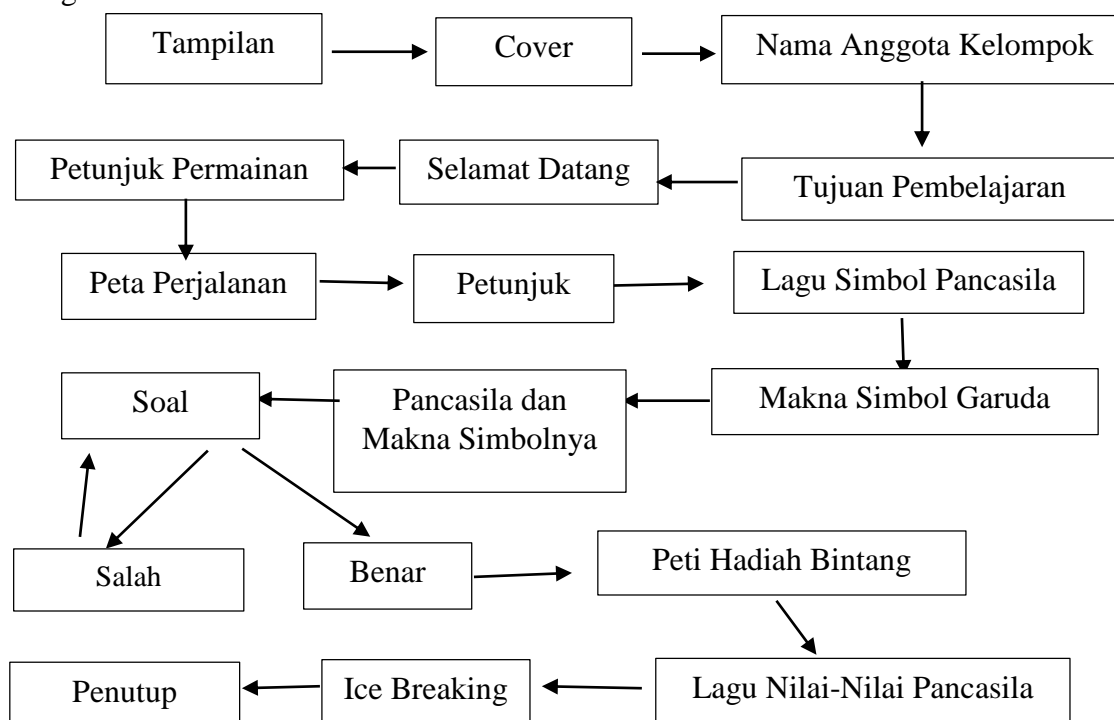 Tampilan
Cover
Nama Anggota Kelompok
Petunjuk Permainan
Selamat Datang
Tujuan Pembelajaran
Peta Perjalanan
Petunjuk
Lagu Simbol Pancasila
Soal
Pancasila dan
Makna Simbolnya
Makna Simbol Garuda
Salah
Benar
Peti Hadiah Bintang
Penutup
Ice Breaking
Lagu Nilai-Nilai Pancasila